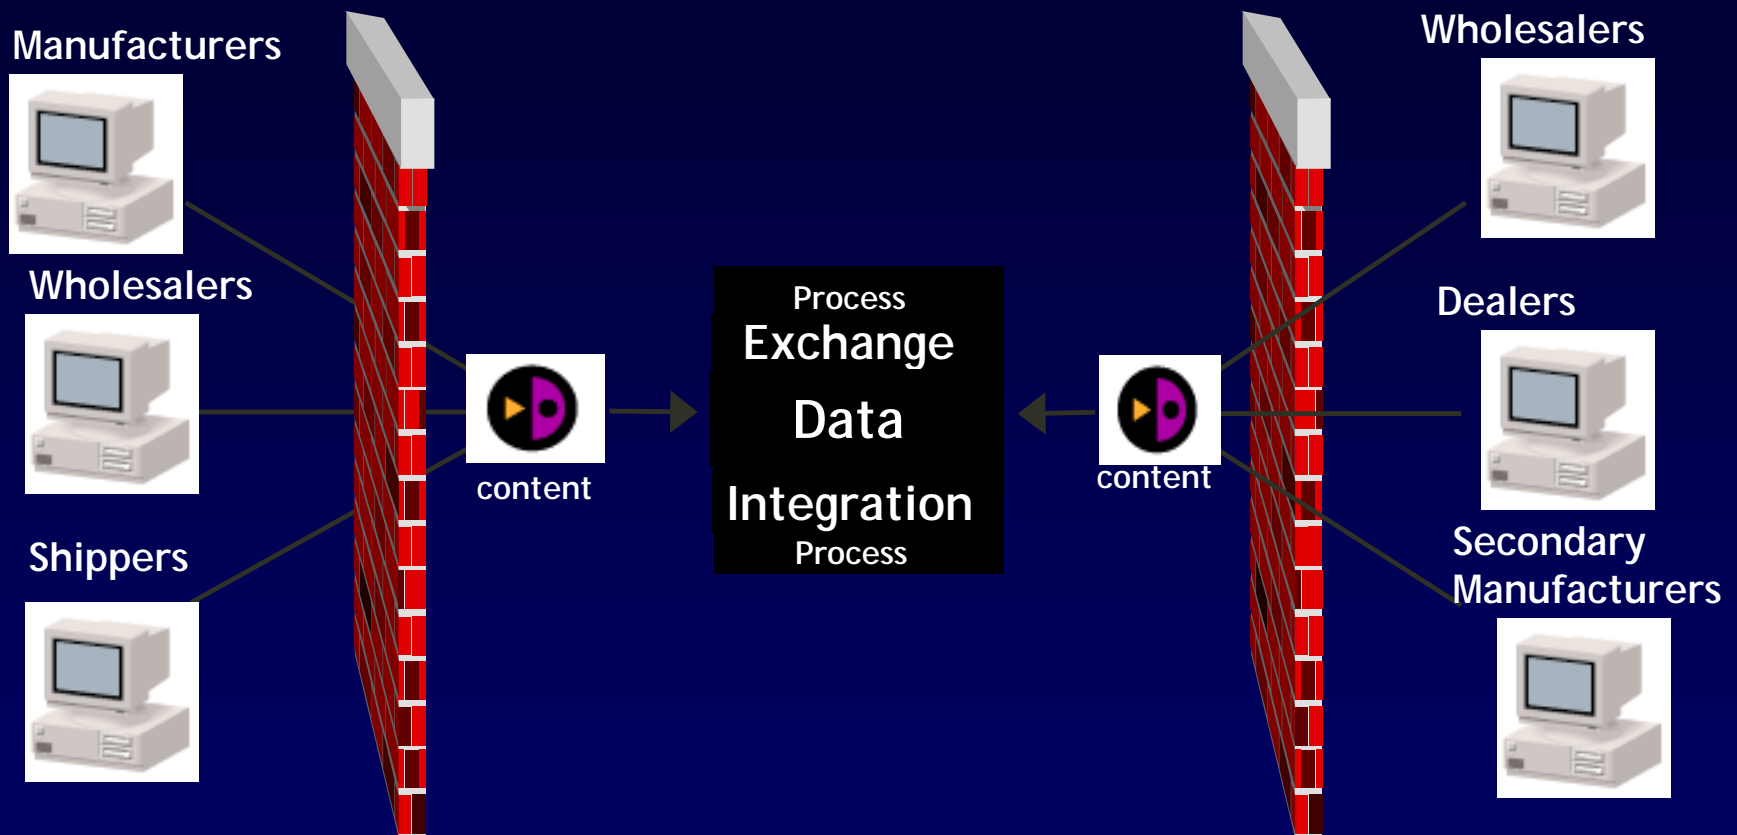 Manufacturers
Wholesalers
Shippers
content
Process
Exchange
Data
Integration
Process
content
Wholesalers
Dealers
Secondary
Manufacturers